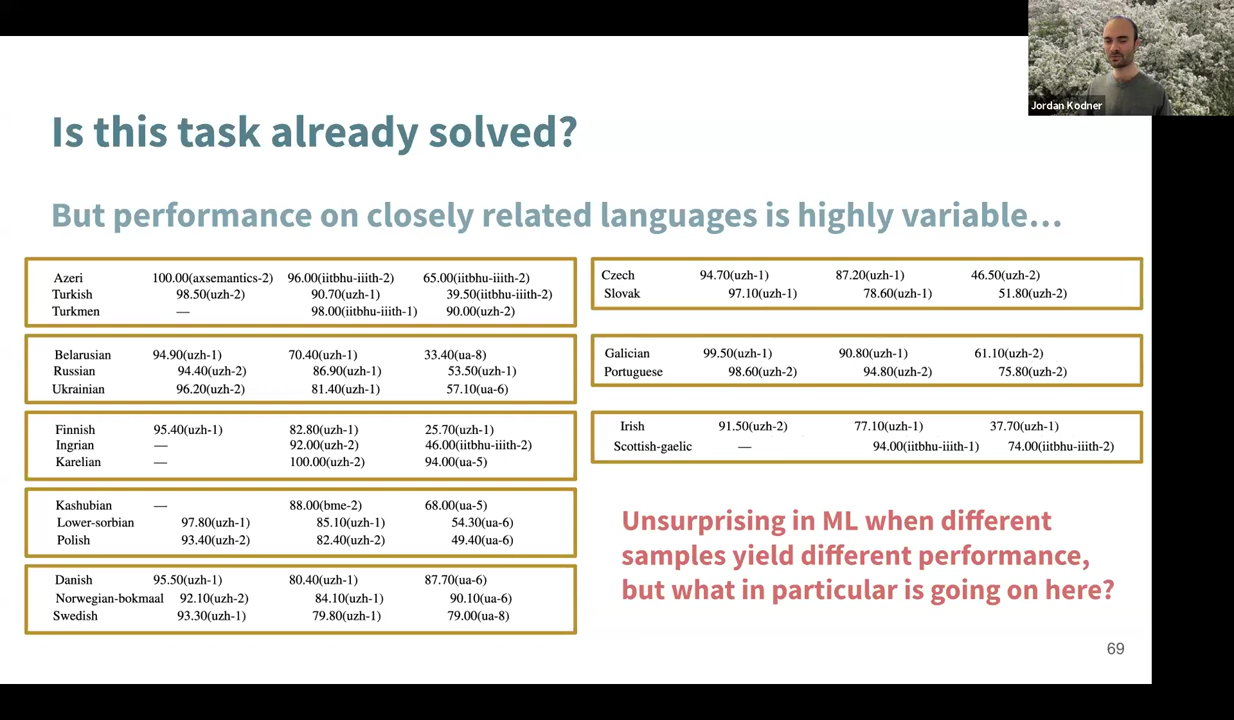 Jordan Kodner
Is this task already solved?
But performance on closely related languages is highly variable...
Azeri 100.00(axsemantics-2) 96.00(iitbhu-iiith-2) 65.00(iitbhu-iiith-2)
Turkish 98.50(uzh-2) 90.70(uzh-1) 39.50(iitbhu-iiith-2)
Turkmen — 98.00(iitbhu-iiith-1) 90.00(uzh-2)
Belarusian 94.90(uzh-1) 70.40(uzh-1) 33.40(ua-8)
Russian 94.40(uzh-2) 86.90(uzh-1) 53.50(uzh-1)
Ukrainian 96.20(uzh-2) 81.40(uzh-1) 57.10(ua-6)
Finnish 95.40(uzh-1) 82.80(uzh-1) 25.70(uzh-1)
Ingrian — 92.00(uzh-2) 46.00(iitbhu-iiith-2)
Karelian — 100.00(uzh-2) 94.00(ua-5)
Kashubian — 88.00(bme-2) 68.00(ua-5)
Lower-sorbian 97.80(uzh-1) 85.10(uzh-1) 54.30(ua-6)
Polish 93.40(uzh-2) 82.40(uzh-2) 49.40(ua-6)
Danish 95.50(uzh-1) 80.40(uzh-1) 87.70(ua-6)
Norwegian-bokmaal 92.10(uzh-2) 84.10(uzh-1) 90.10(ua-6)
Swedish 93.30(uzh-1) 79.80(uzh-1) 79.00(ua-8)
Czech 94.70(uzh-1) 87.20(uzh-1) 46.50(uzh-2)
Slovak 97.10(uzh-1) 78.60(uzh-1) 51.80(uzh-2)
Galician 99.50(uzh-1) 90.80(uzh-1) 61.10(uzh-2)
Portuguese 98.60(uzh-2) 94.80(uzh-2) 75.80(uzh-2)
Irish 91.50(uzh-2) 77.10(uzh-1) 37.70(uzh-1)
Scottish-gaelic — 94.00(iitbhu-iiith-1) 74.00(iitbhu-iiith-2)
Unsurprising in ML when different
samples yield different performance,
but what in particular is going on here?
69